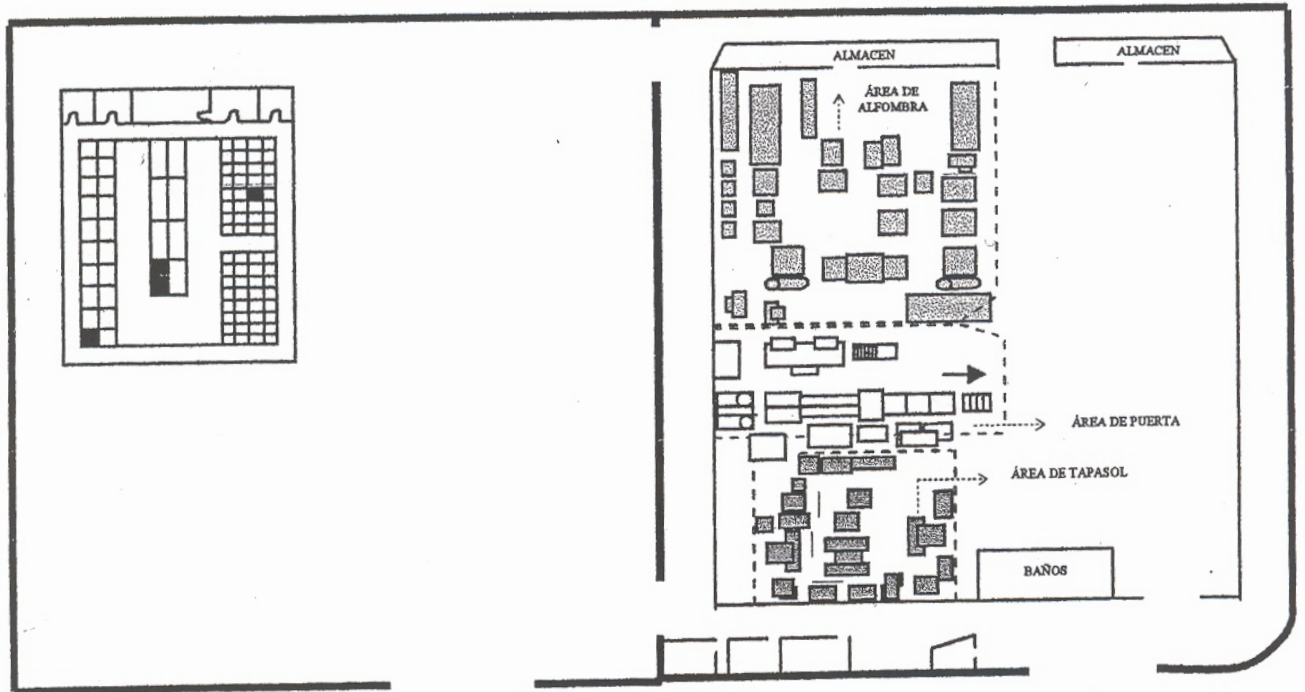 ALMACEN
ALMACEN
ÁREA DE
ALFOMBRA
ÁREA DE PUERTA
ÁREA DE TAPASOL
BAÑOS